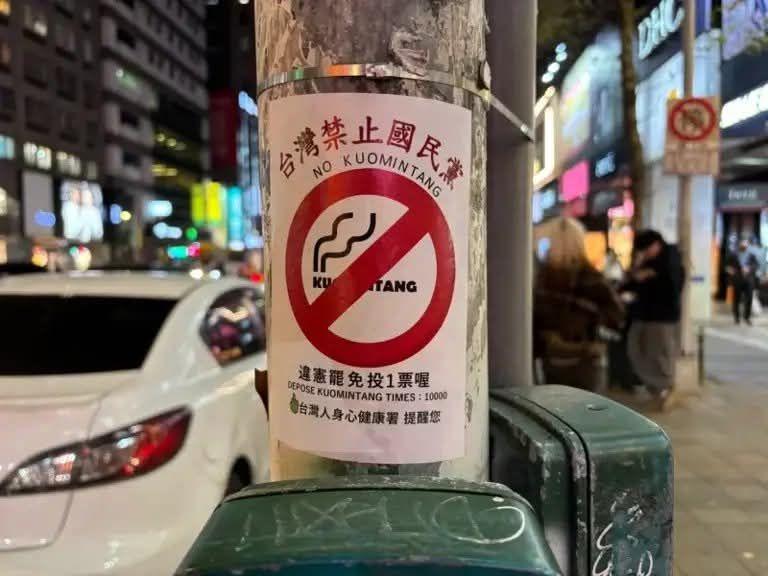 台灣禁止國民黨
NO KUOMINTANG
KUOMINTANG
違憲罷免投1票喔
DEPOSE KUOMINTANG TIMES：10000
台灣人身心健康署 提醒您
DHC